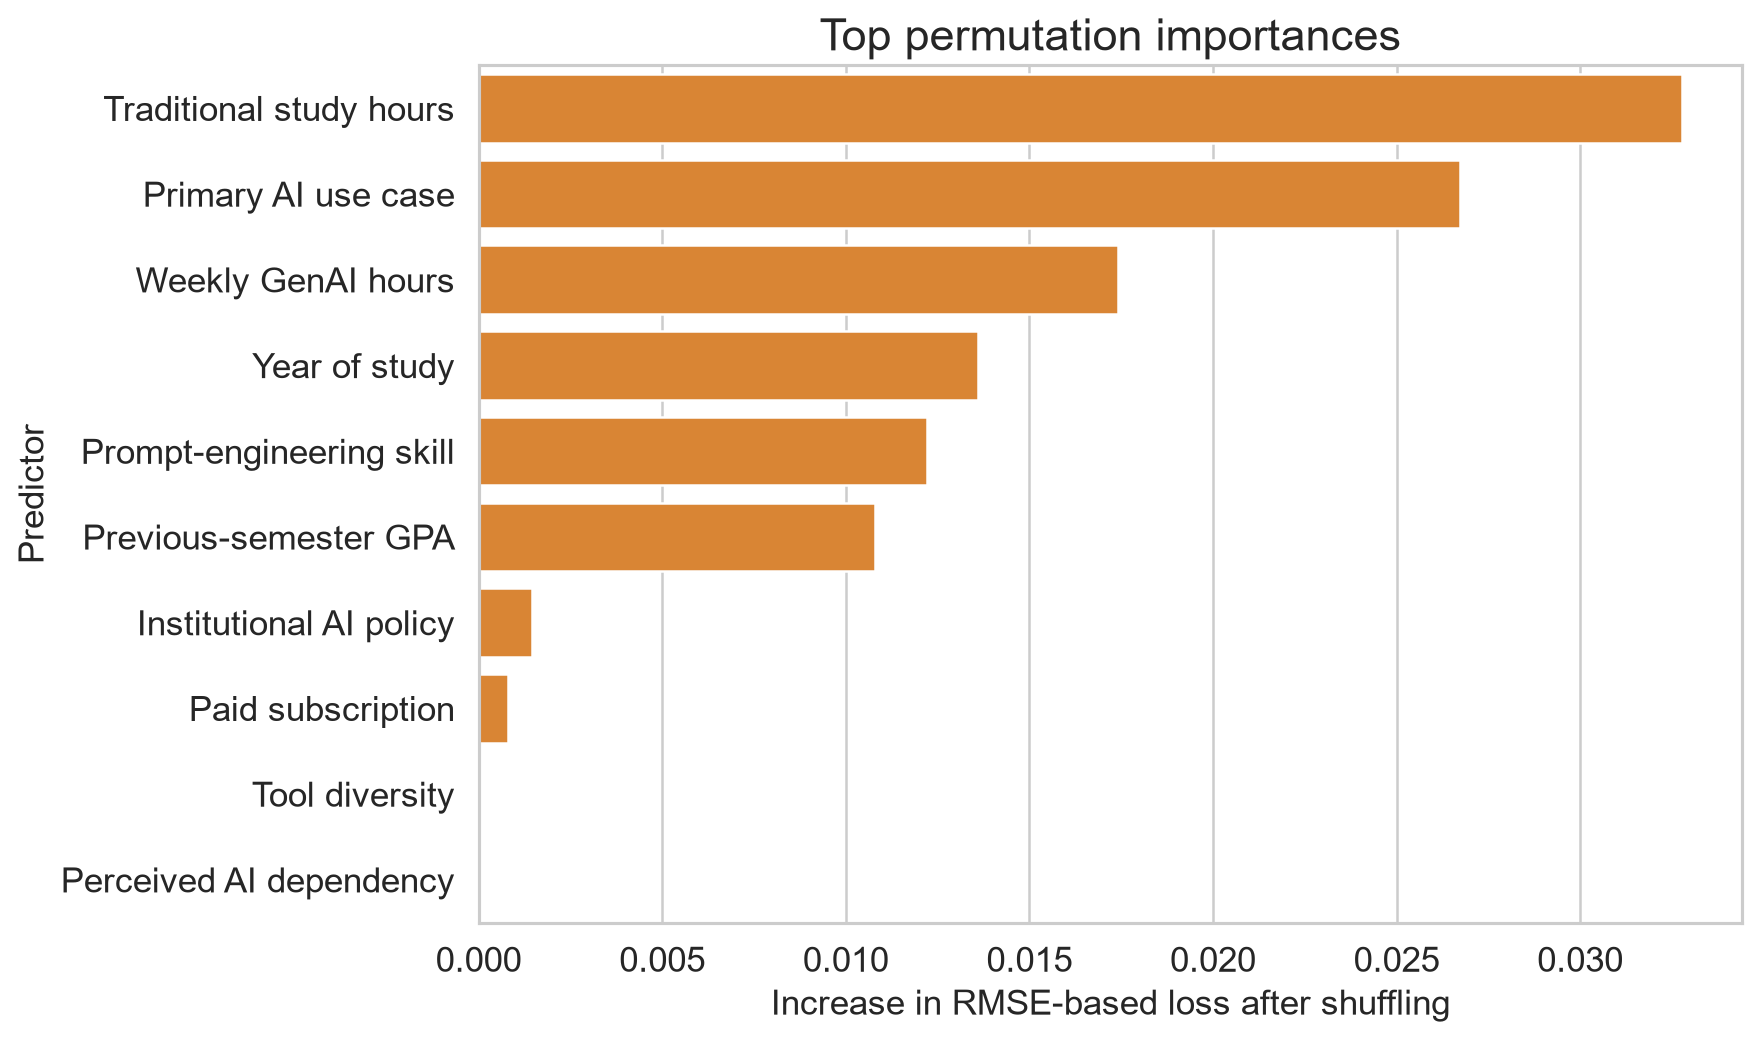 Top permutation importances
Traditional study hours
Primary AI use case
Weekly GenAI hours
Year of study
Prompt-engineering skill
Previous-semester GPA
Institutional AI policy
Paid subscription
Tool diversity
Perceived AI dependency
Predictor
0.000 0.005 0.010 0.015 0.020 0.025 0.030
Increase in RMSE-based loss after shuffling